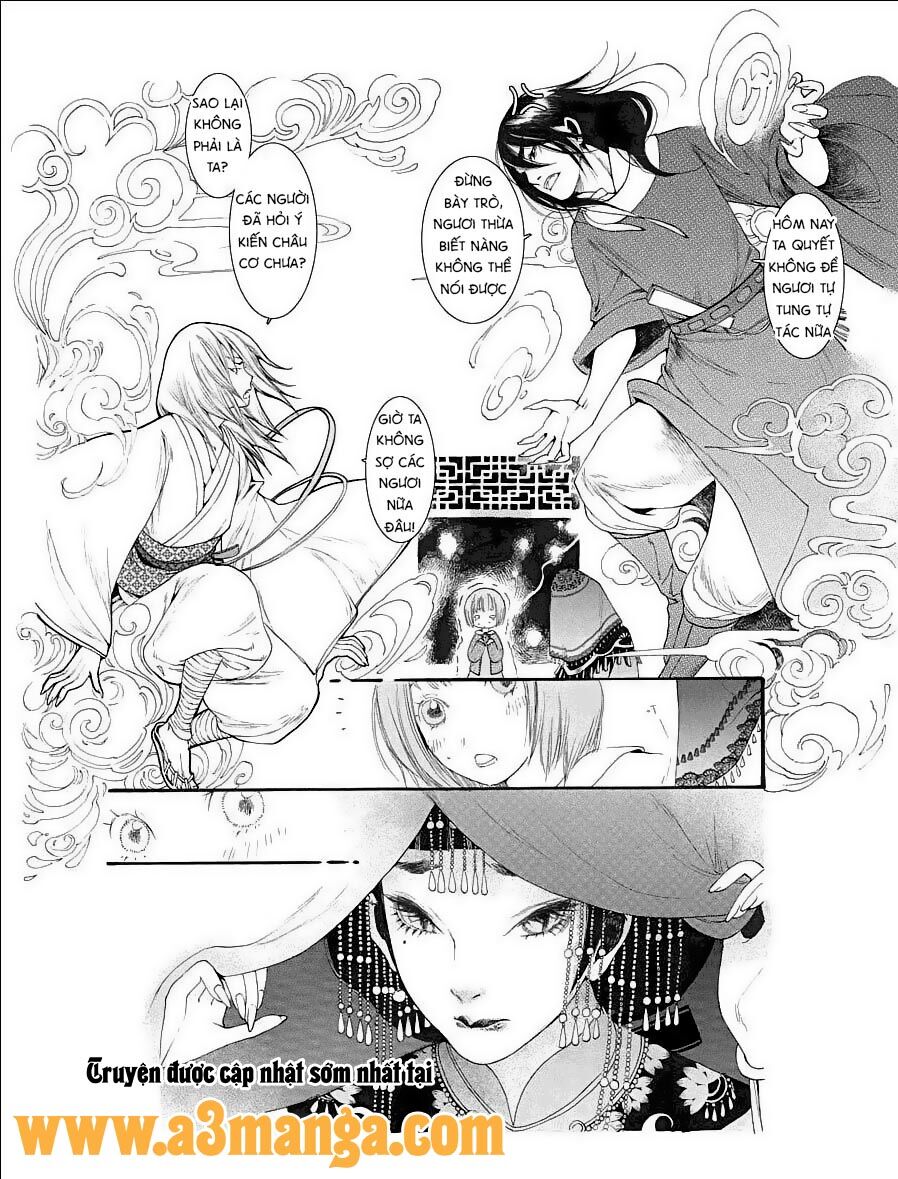 SAO LẠI
KHÔNG
PHẢI LÀ
TA?
CÁC NGƯỜI
ĐÃ HỎI Ý
KIẾN CHÂU
CƠ CHƯA?
ĐỪNG
BÀY TRÒ,
NGƯƠI THỪA
BIẾT NÀNG
KHÔNG THỂ
NÓI ĐƯỢC
HÔM NAY
TA QUYẾT
KHÔNG ĐỂ
NGƯƠI TỰ
TUNG TỰ
TÁC NỮA
GIỜ TA
KHÔNG
SỢ CÁC
NGƯƠI
NỮA
ĐÂU!
Truyện được cập nhật sớm nhất tại
www.a3manga.com